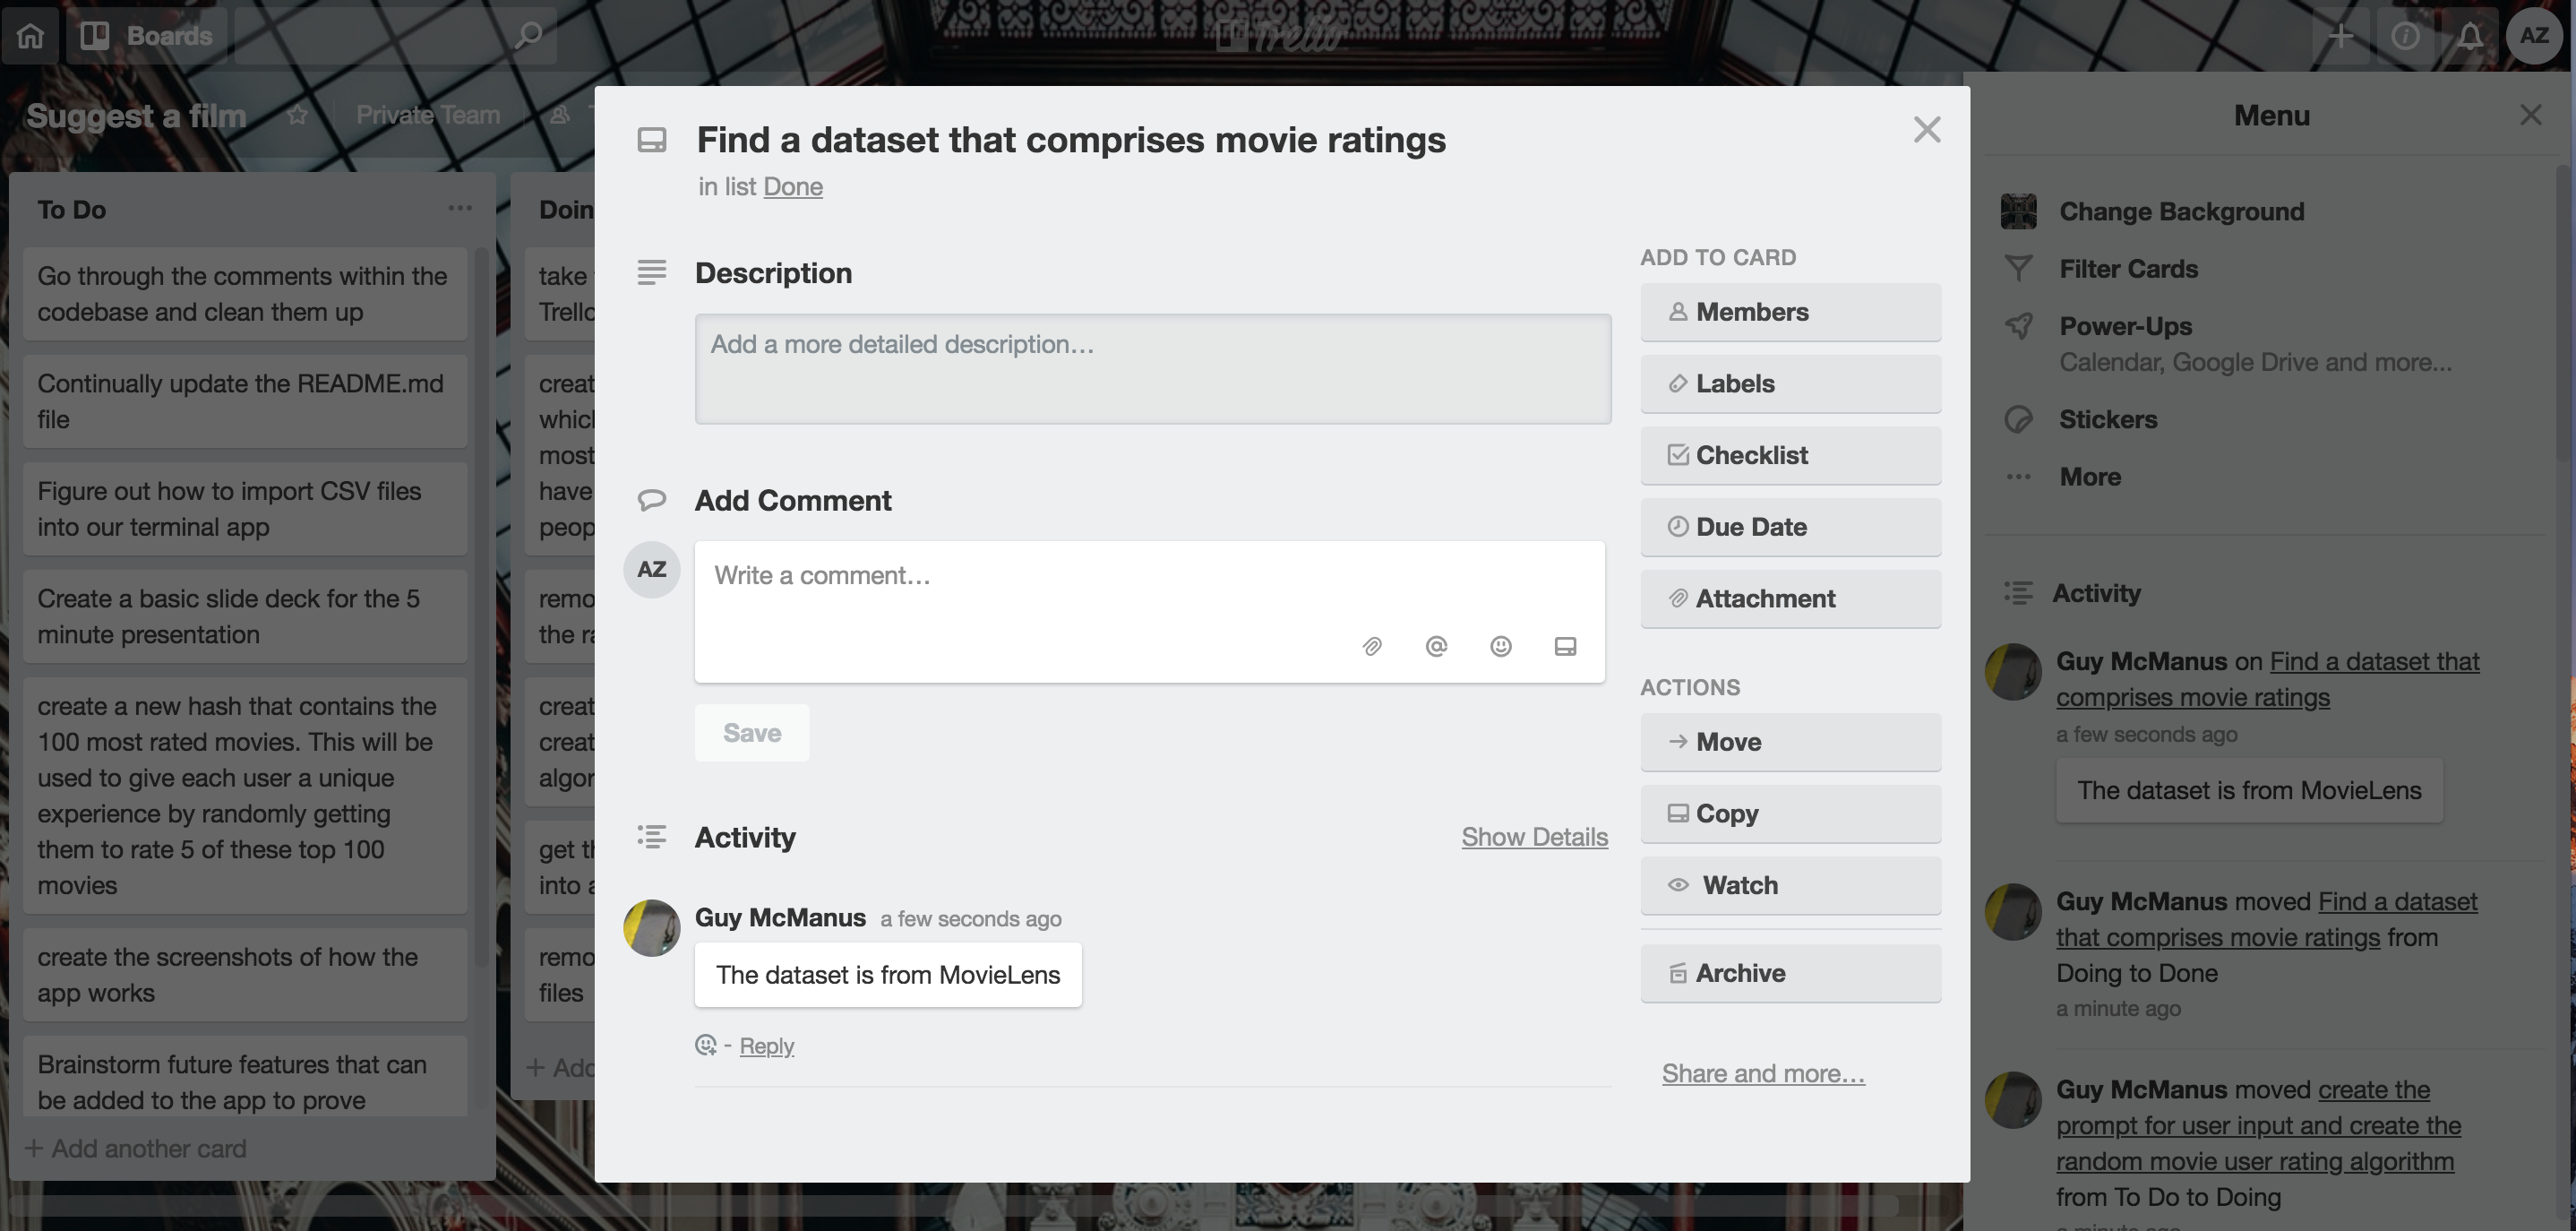 Boards
Trello
AZ
Suggest a film
Private Team
To Do
Go through the comments within the
codebase and clean them up
Continually update the README.md
file
Figure out how to import CSV files
into our terminal app
Create a basic slide deck for the 5
minute presentation
create a new hash that contains the
100 most rated movies. This will be
used to give each user a unique
experience by randomly getting
them to rate 5 of these top 100
movies
create the screenshots of how the
app works
Brainstorm future features that can
be added to the app to prove
+ Add another card
Doin
take
Trello
creat
which
most
have
peop
remo
the ra
creat
creat
algor
get th
into a
remo
files
+ Add
Find a dataset that comprises movie ratings
in list Done
Description
Add a more detailed description…
Add Comment
AZ
Write a comment…
Save
Activity
Show Details
Guy McManus a few seconds ago
The dataset is from MovieLens
- Reply
ADD TO CARD
Members
Labels
Checklist
Due Date
Attachment
ACTIONS
Move
Copy
Watch
Archive
Share and more…
Menu
Change Background
Filter Cards
Power-Ups
Calendar, Google Drive and more...
Stickers
More
Activity
Guy McManus on Find a dataset that
comprises movie ratings
a few seconds ago
The dataset is from MovieLens
Guy McManus moved Find a dataset
that comprises movie ratings from
Doing to Done
a minute ago
Guy McManus moved create the
prompt for user input and create the
random movie user rating algorithm
from To Do to Doing
a minute ago